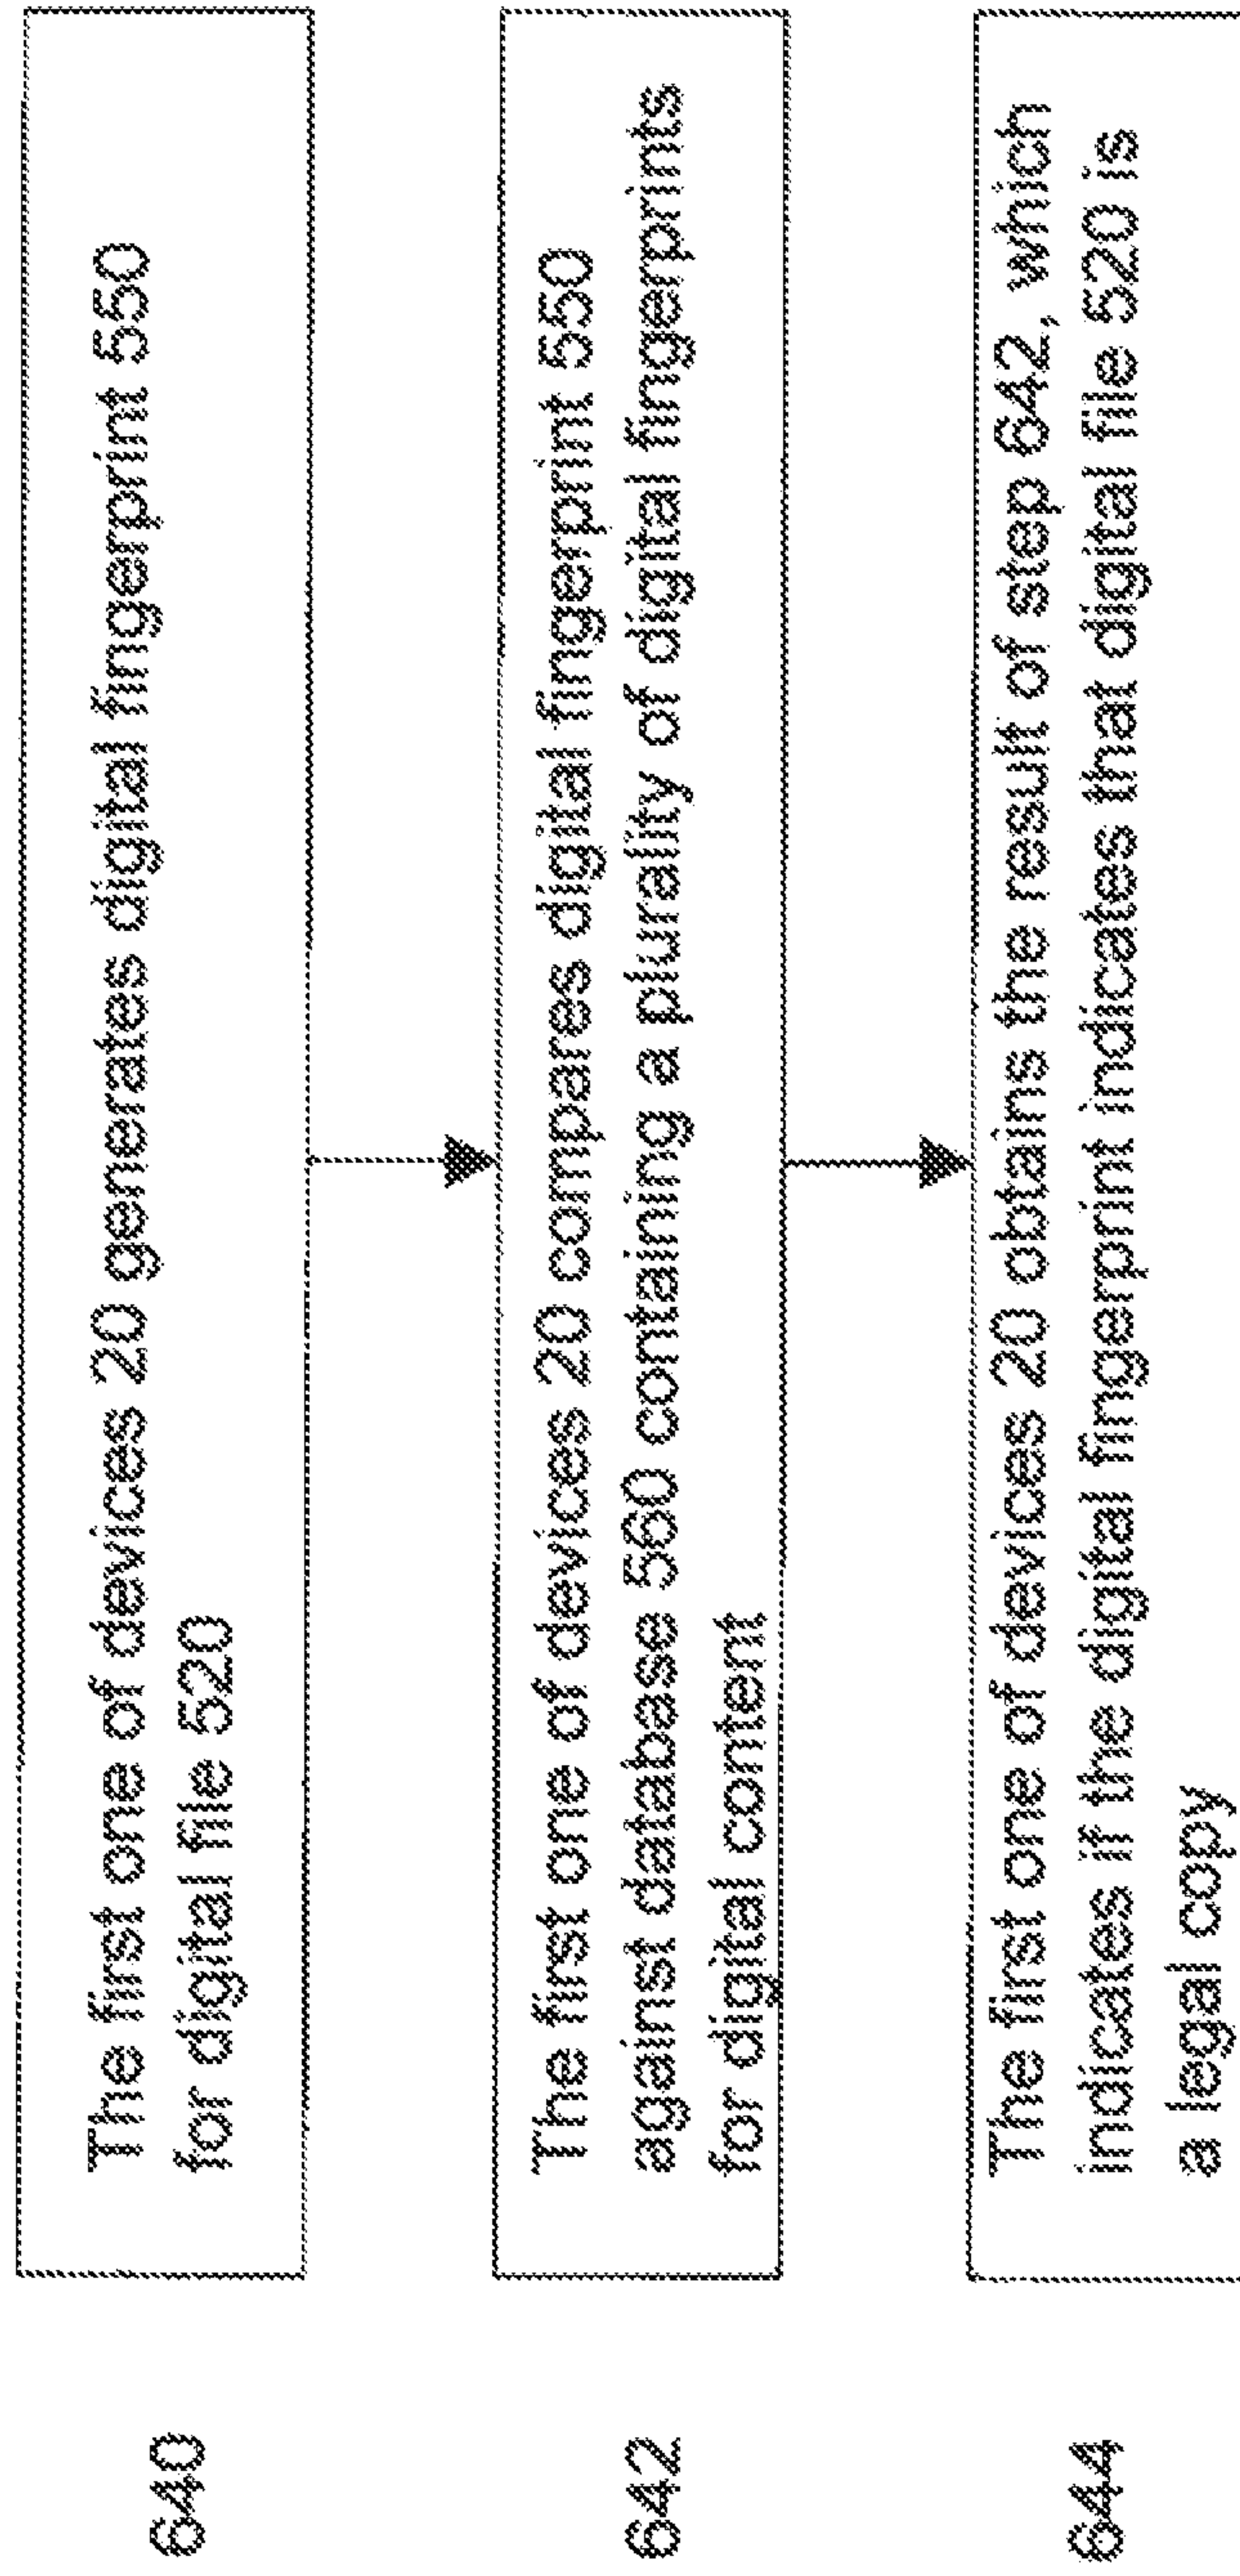 640
The first one of devices 20 generates digital fingerprint 550
for digital file 520
642
The first one of devices 20 compares digital fingerprint 550
against database 560 containing a plurality of digital fingerprints
for digital content
644
The first one of devices 20 obtains the result of step 642, which
indicates if the digital fingerprint indicates that digital file 520 is
a legal copy